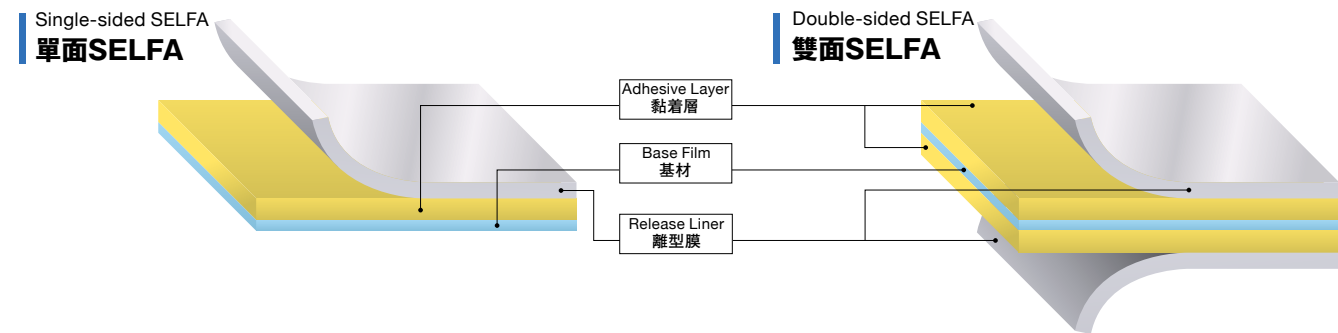 Single-sided SELFA
單面SELFA
Double-sided SELFA
雙面SELFA
Adhesive Layer
黏着層
Base Film
基材
Release Liner
離型膜